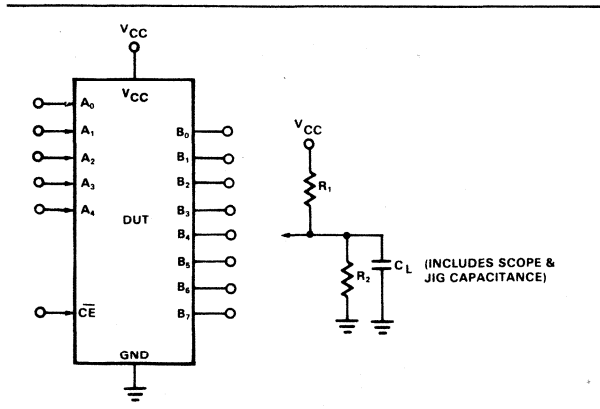 VCC
VCC
A0
A1
A2
A3
A4
CE
DUT
GND
B0
B1
B2
B3
B4
B5
B6
B7
VCC
R1
R2
CL (INCLUDES SCOPE &
JIG CAPACITANCE)